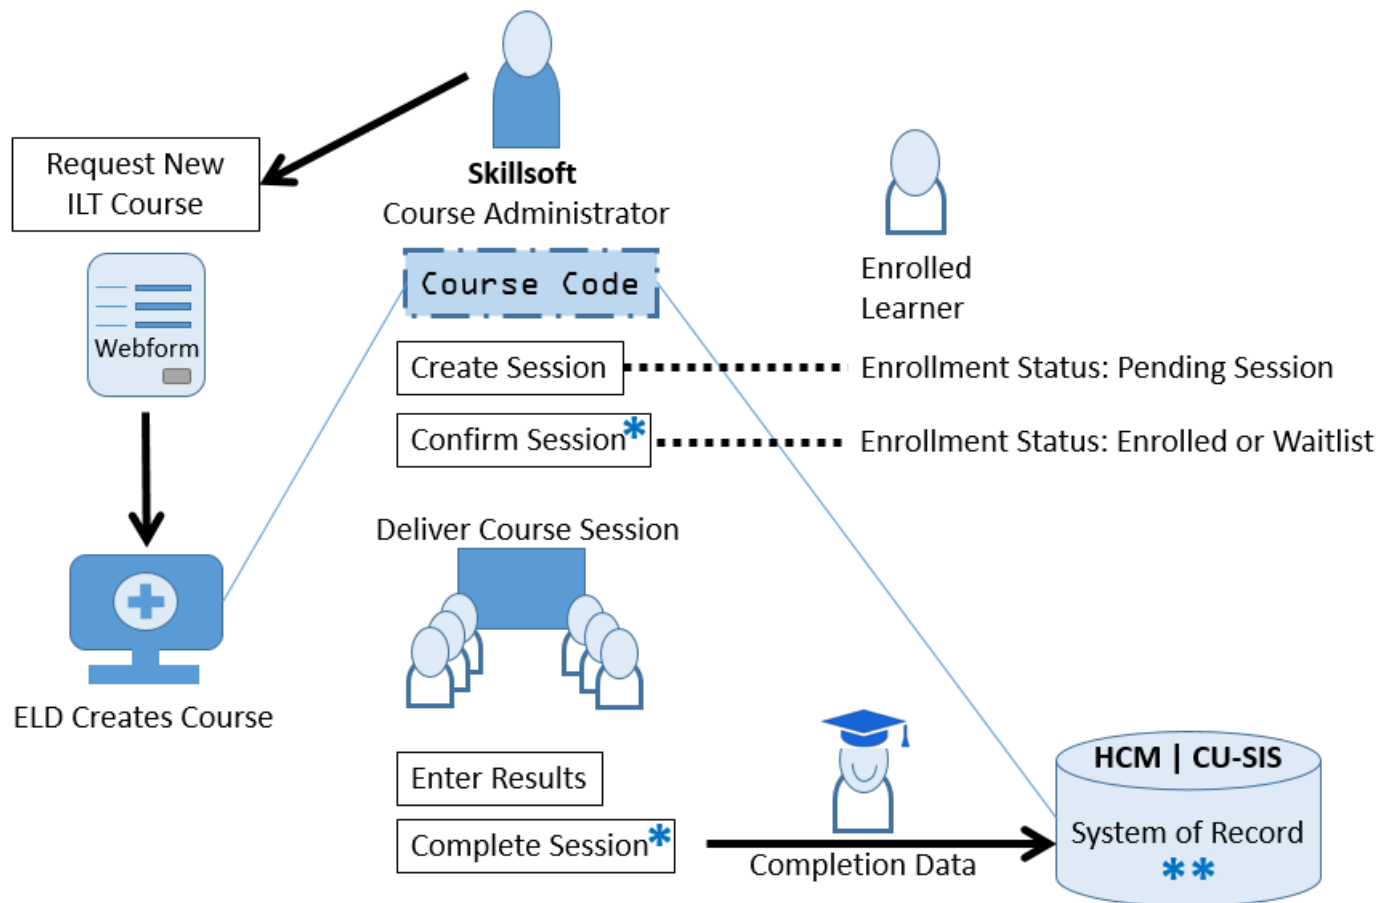 Request New
ILT Course
Webform
ELD Creates Course
Skillsoft
Course Administrator
Course Code
Create Session
Confirm Session*
Deliver Course Session
Enter Results
Complete Session*
Enrolled
Learner
Enrollment Status: Pending Session
Enrollment Status: Enrolled or Waitlist
Completion Data
HCM | CU-SIS
System of Record
**